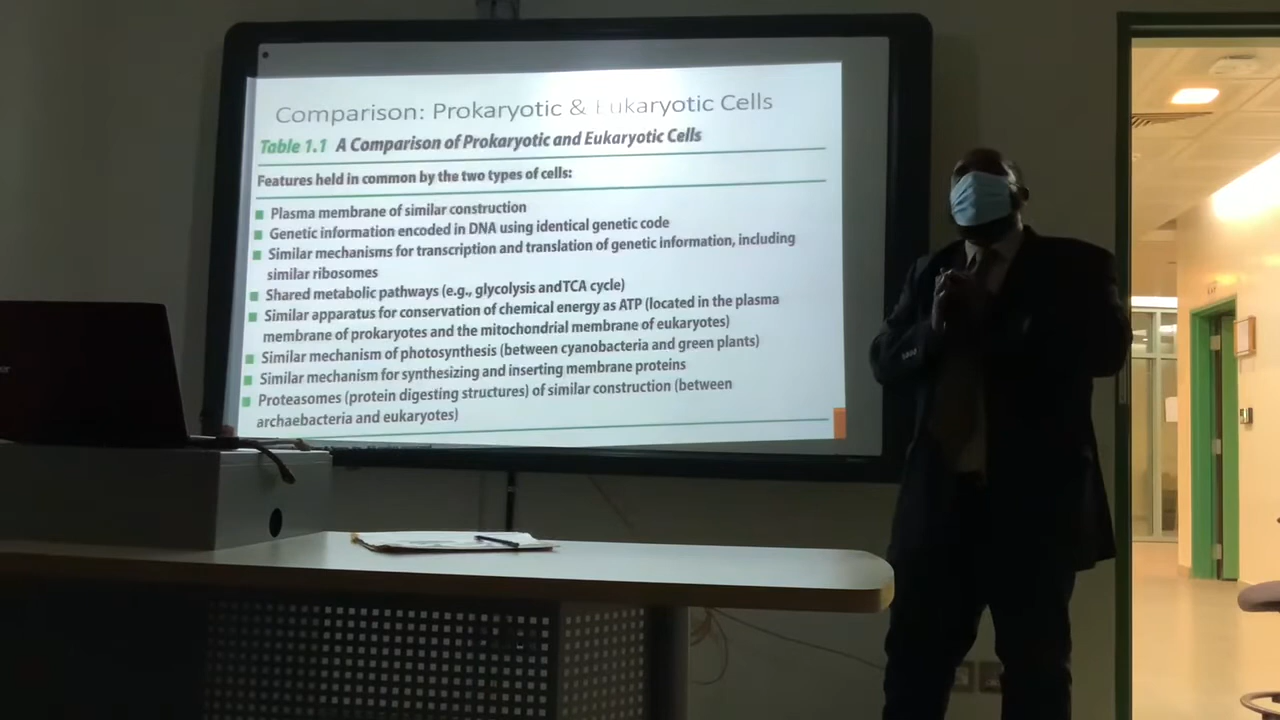 Comparison: Prokaryotic & Eukaryotic Cells
Table 1.1 A Comparison of Prokaryotic and Eukaryotic Cells
Features held in common by the two types of cells:
Plasma membrane of similar construction
Genetic information encoded in DNA using identical genetic code
Similar mechanisms for transcription and translation of genetic information, including
similar ribosomes
Shared metabolic pathways (e.g., glycolysis andTCA cycle)
Similar apparatus for conservation of chemical energy as ATP (located in the plasma
membrane of prokaryotes and the mitochondrial membrane of eukaryotes)
Similar mechanism of photosynthesis (between cyanobacteria and green plants)
Similar mechanism for synthesizing and inserting membrane proteins
Proteasomes (protein digesting structures) of similar construction (between
archaebacteria and eukaryotes)